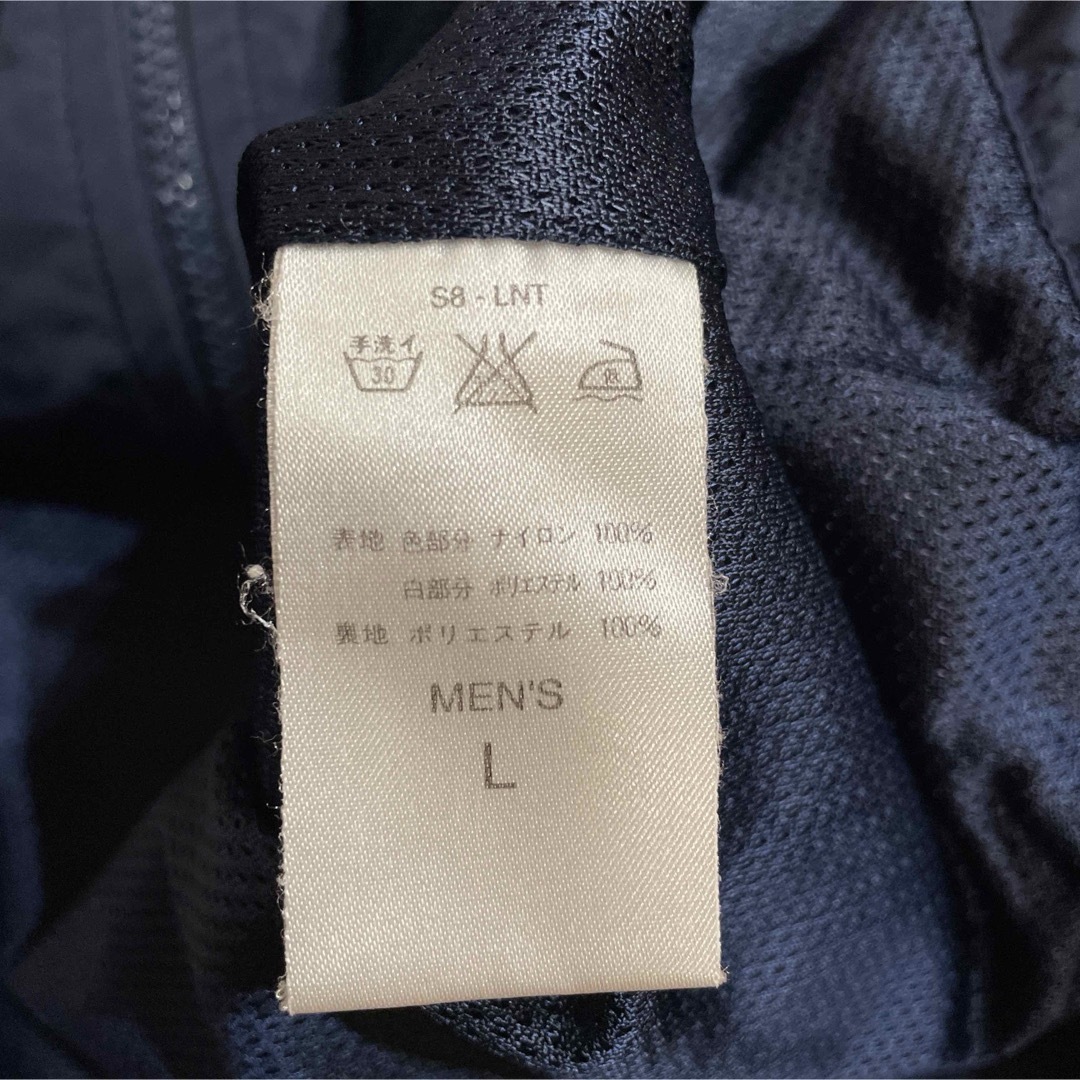 S8 - LNT
手洗イ
30
低
表地 色部分 ナイロン 100%
白部分 ポリエステル 100%
裏地 ポリエステル 100%
MEN'S
L